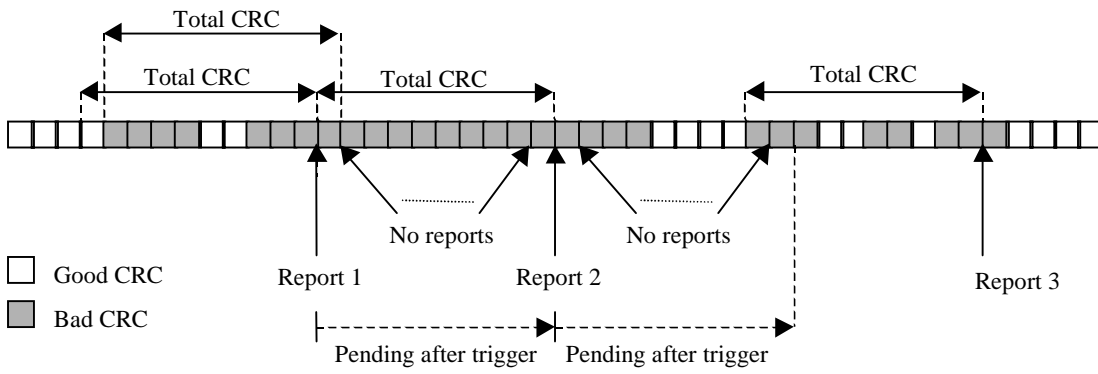 Total CRC
Total CRC
Total CRC
Total CRC
No reports
No reports
Good CRC
Report 1
Report 2
Report 3
Bad CRC
Pending after trigger
Pending after trigger